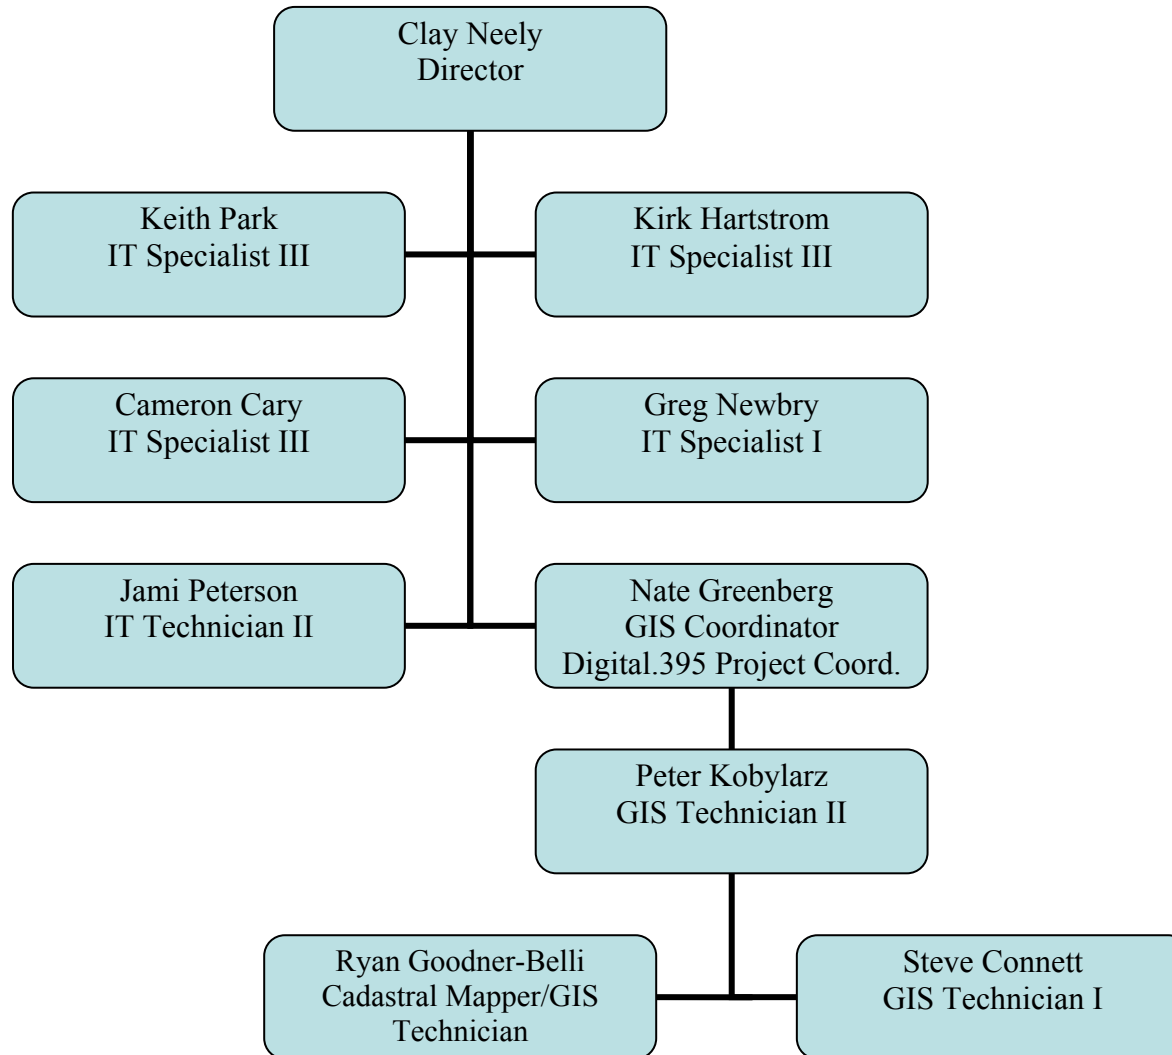 Clay Neely
Director
Keith Park
IT Specialist III
Kirk Hartstrom
IT Specialist III
Cameron Cary
IT Specialist III
Greg Newbry
IT Specialist I
Jami Peterson
IT Technician II
Nate Greenberg
GIS Coordinator
Digital.395 Project Coord.
Peter Kobylarz
GIS Technician II
Ryan Goodner-Belli
Cadastral Mapper/GIS
Technician
Steve Connett
GIS Technician I